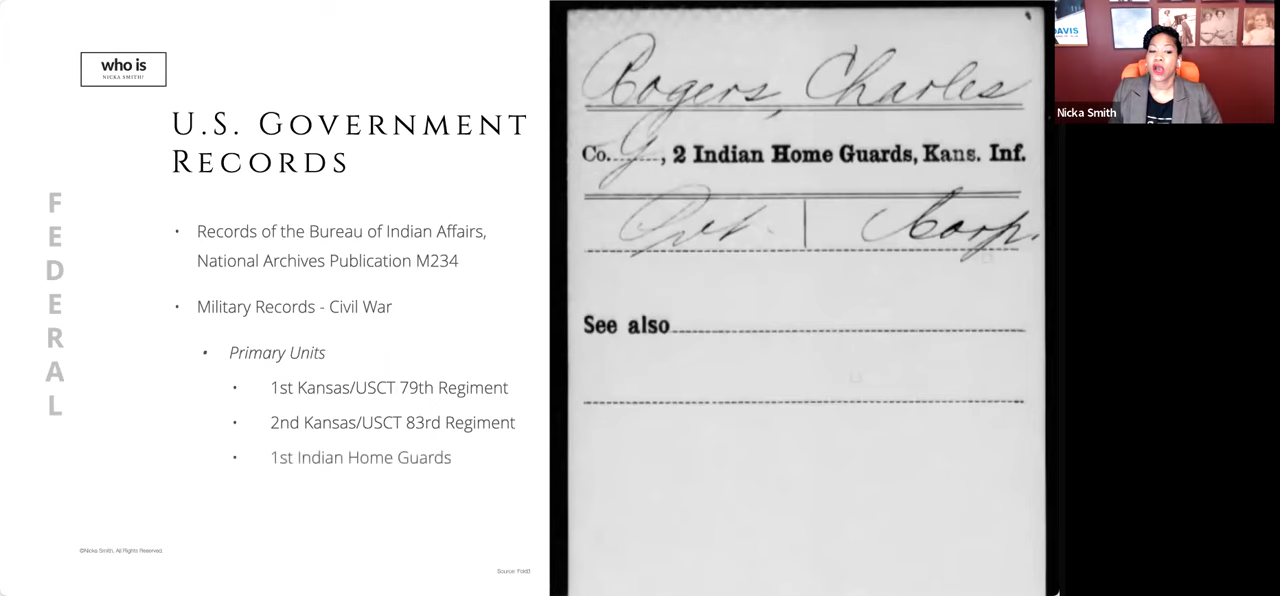 who is
NICKA SMITH?
U.S. GOVERNMENT
RECORDS
FEDERAL
• Records of the Bureau of Indian Affairs,
National Archives Publication M234
• Military Records - Civil War
• Primary Units
• 1st Kansas/USCT 79th Regiment
• 2nd Kansas/USCT 83rd Regiment
• 1st Indian Home Guards
©Nicka Smith, All Rights Reserved.
Source: Fold3
Rogers, Charles
Co. G, 2 Indian Home Guards, Kans. Inf.
Pvt. | Corp.
See also
DAVIS
Nicka Smith